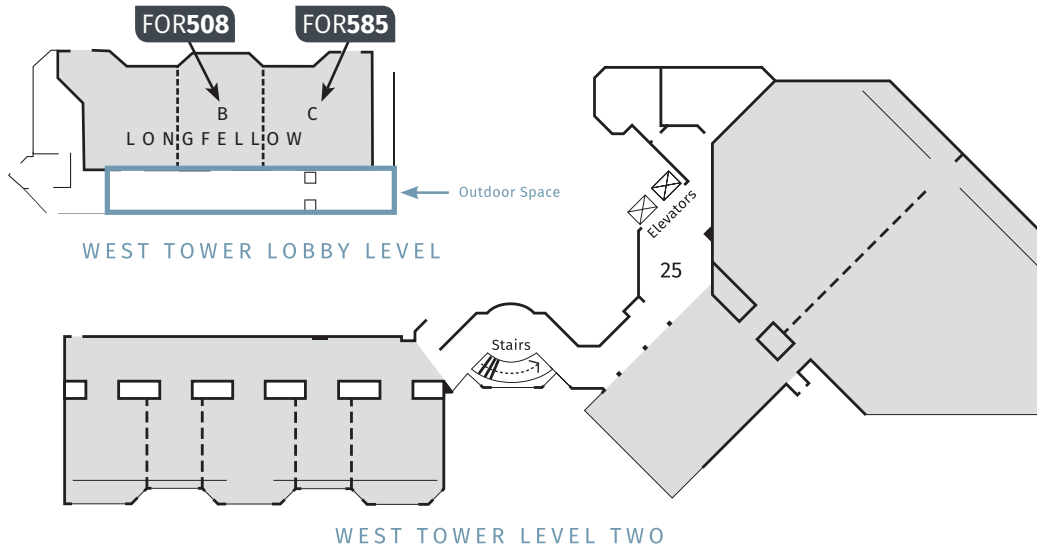 FOR508 FOR585
B C
LONGFELLOW
Outdoor Space
WEST TOWER LOBBY LEVEL
Elevators
25
Stairs
WEST TOWER LEVEL TWO